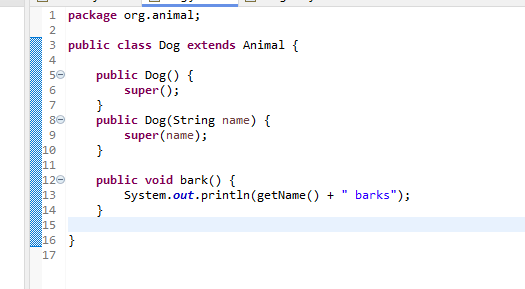 1 package org.animal;
2
3 public class Dog extends Animal {
4
5 public Dog() {
6 super();
7 }
8 public Dog(String name) {
9 super(name);
10 }
11
12 public void bark() {
13 System.out.println(getName() + " barks");
14 }
15
16 }
17